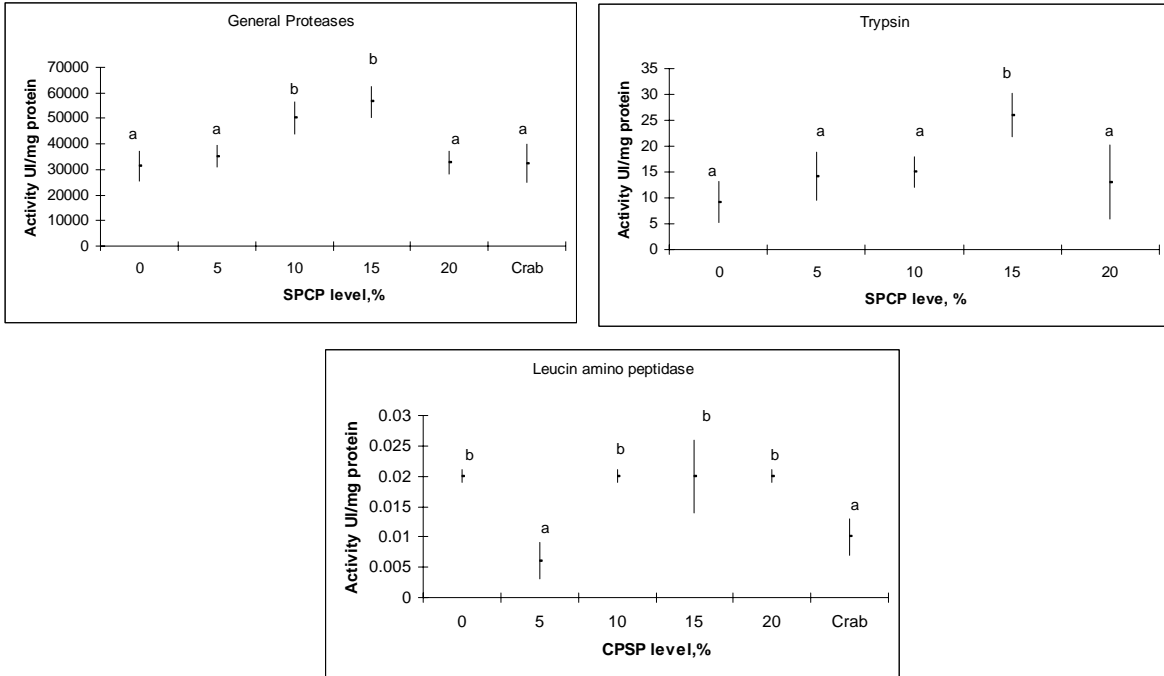 General Proteases
b
b
a
a
a
a
70000
60000
50000
40000
30000
20000
10000
0
Activity UI/mg protein
0 5 10 15 20 Crab
SPCP level,%
Trypsin
b
a
a
a
a
35
30
25
20
15
10
5
0
Activity UI/mg protein
0 5 10 15 20
SPCP leve, %
Leucin amino peptidase
b
b
b
b
a
a
0.03
0.025
0.02
0.015
0.01
0.005
0
Activity UI/mg protein
0 5 10 15 20 Crab
CPSP level,%